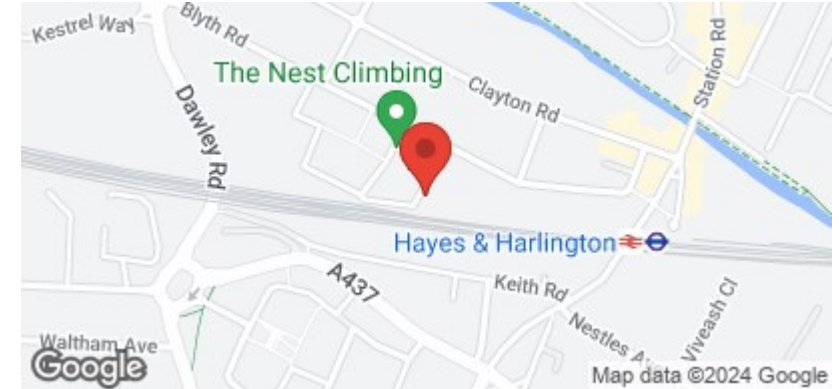 Kestrel Way
Blyth Rd
The Nest Climbing
Clayton Rd
Station Rd
Dawley Rd
Hayes & Harlington
A437
Keith Rd
Nestles
Viveash Cl
Waltham Ave
Google
Map data ©2024 Google